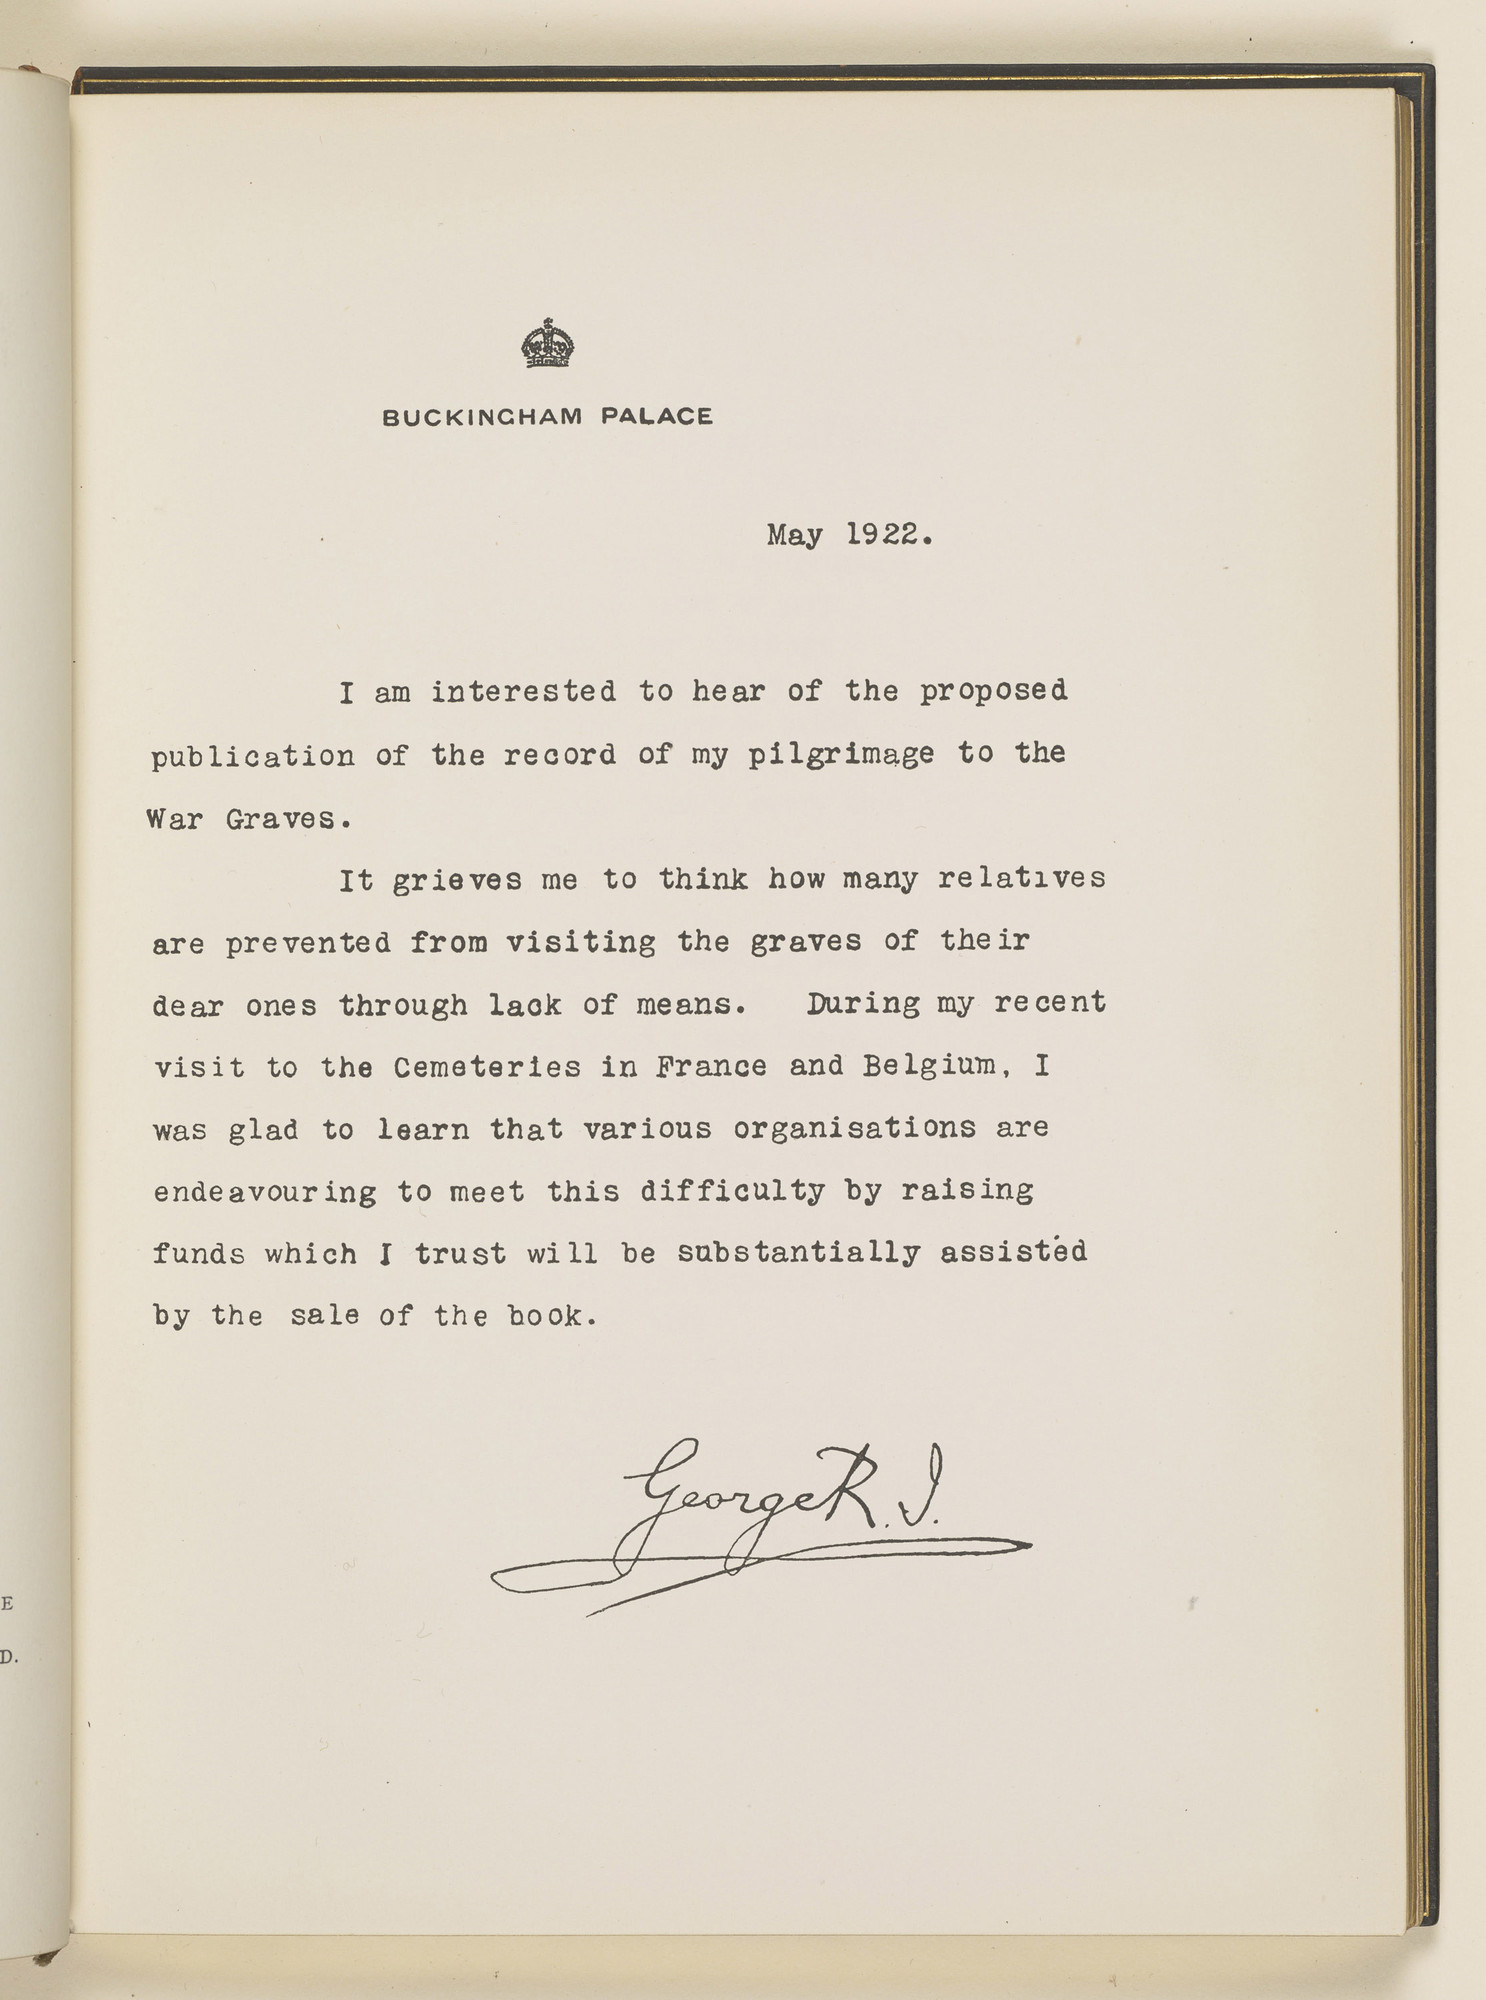 BUCKINGHAM PALACE
May 1922.
I am interested to hear of the proposed
publication of the record of my pilgrimage to the
War Graves.
It grieves me to think how many relatives
are prevented from visiting the graves of their
dear ones through lack of means. During my recent
visit to the Cemeteries in France and Belgium, I
was glad to learn that various organisations are
endeavouring to meet this difficulty by raising
funds which I trust will be substantially assisted
by the sale of the book.
George R. I.
E
D.